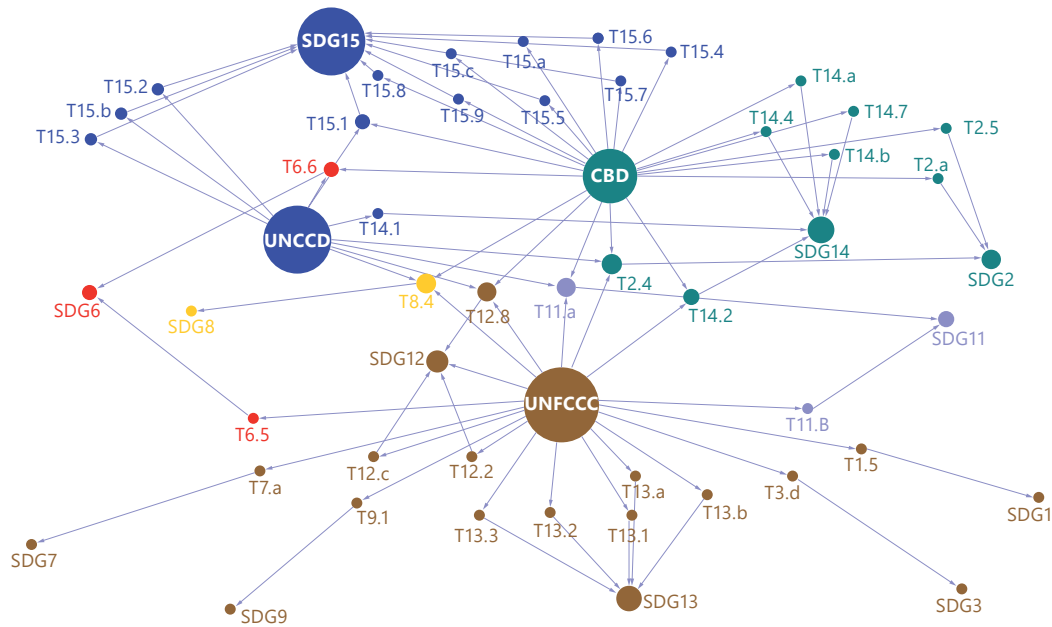 SDG15
T15.6
T15.a
T15.4
T15.c
T15.2
T15.8
T15.7
T15.b
T15.9
T15.5
T15.3
T15.1
T14.a
T14.4
T14.7
T2.5
T14.b
T2.a
T6.6
CBD
UNCCD
T14.1
SDG14
SDG2
T2.4
SDG6
T8.4
T11.a
T14.2
SDG8
T12.8
SDG11
SDG12
UNFCCC
T6.5
T11.B
T1.5
T12.c
T12.2
T7.a
T13.a
T3.d
T9.1
T13.b
SDG1
T13.3
T13.2
T13.1
SDG7
SDG13
SDG3
SDG9